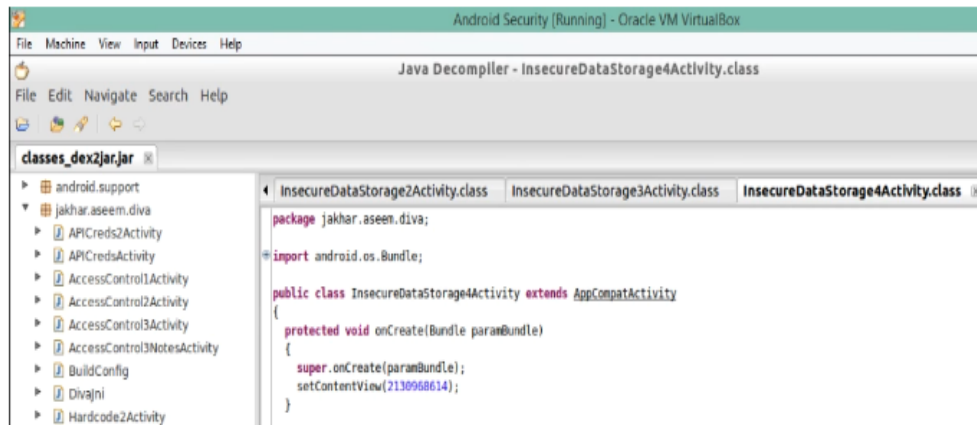 Android Security [Running] - Oracle VM VirtualBox
File Machine View Input Devices Help
Java Decompiler - InsecureDataStorage4Activity.class
File Edit Navigate Search Help
classes_dex2jar.jar
android.support
jakhar.aseem.diva
APICreds2Activity
APICredsActivity
AccessControl1Activity
AccessControl2Activity
AccessControl3Activity
AccessControl3NotesActivity
BuildConfig
DivaJni
Hardcode2Activity
InsecureDataStorage2Activity.class InsecureDataStorage3Activity.class InsecureDataStorage4Activity.class
package jakhar.aseem.diva;
import android.os.Bundle;
public class InsecureDataStorage4Activity extends AppCompatActivity
{
protected void onCreate(Bundle paramBundle)
{
super.onCreate(paramBundle);
setContentView(2130968614);
}